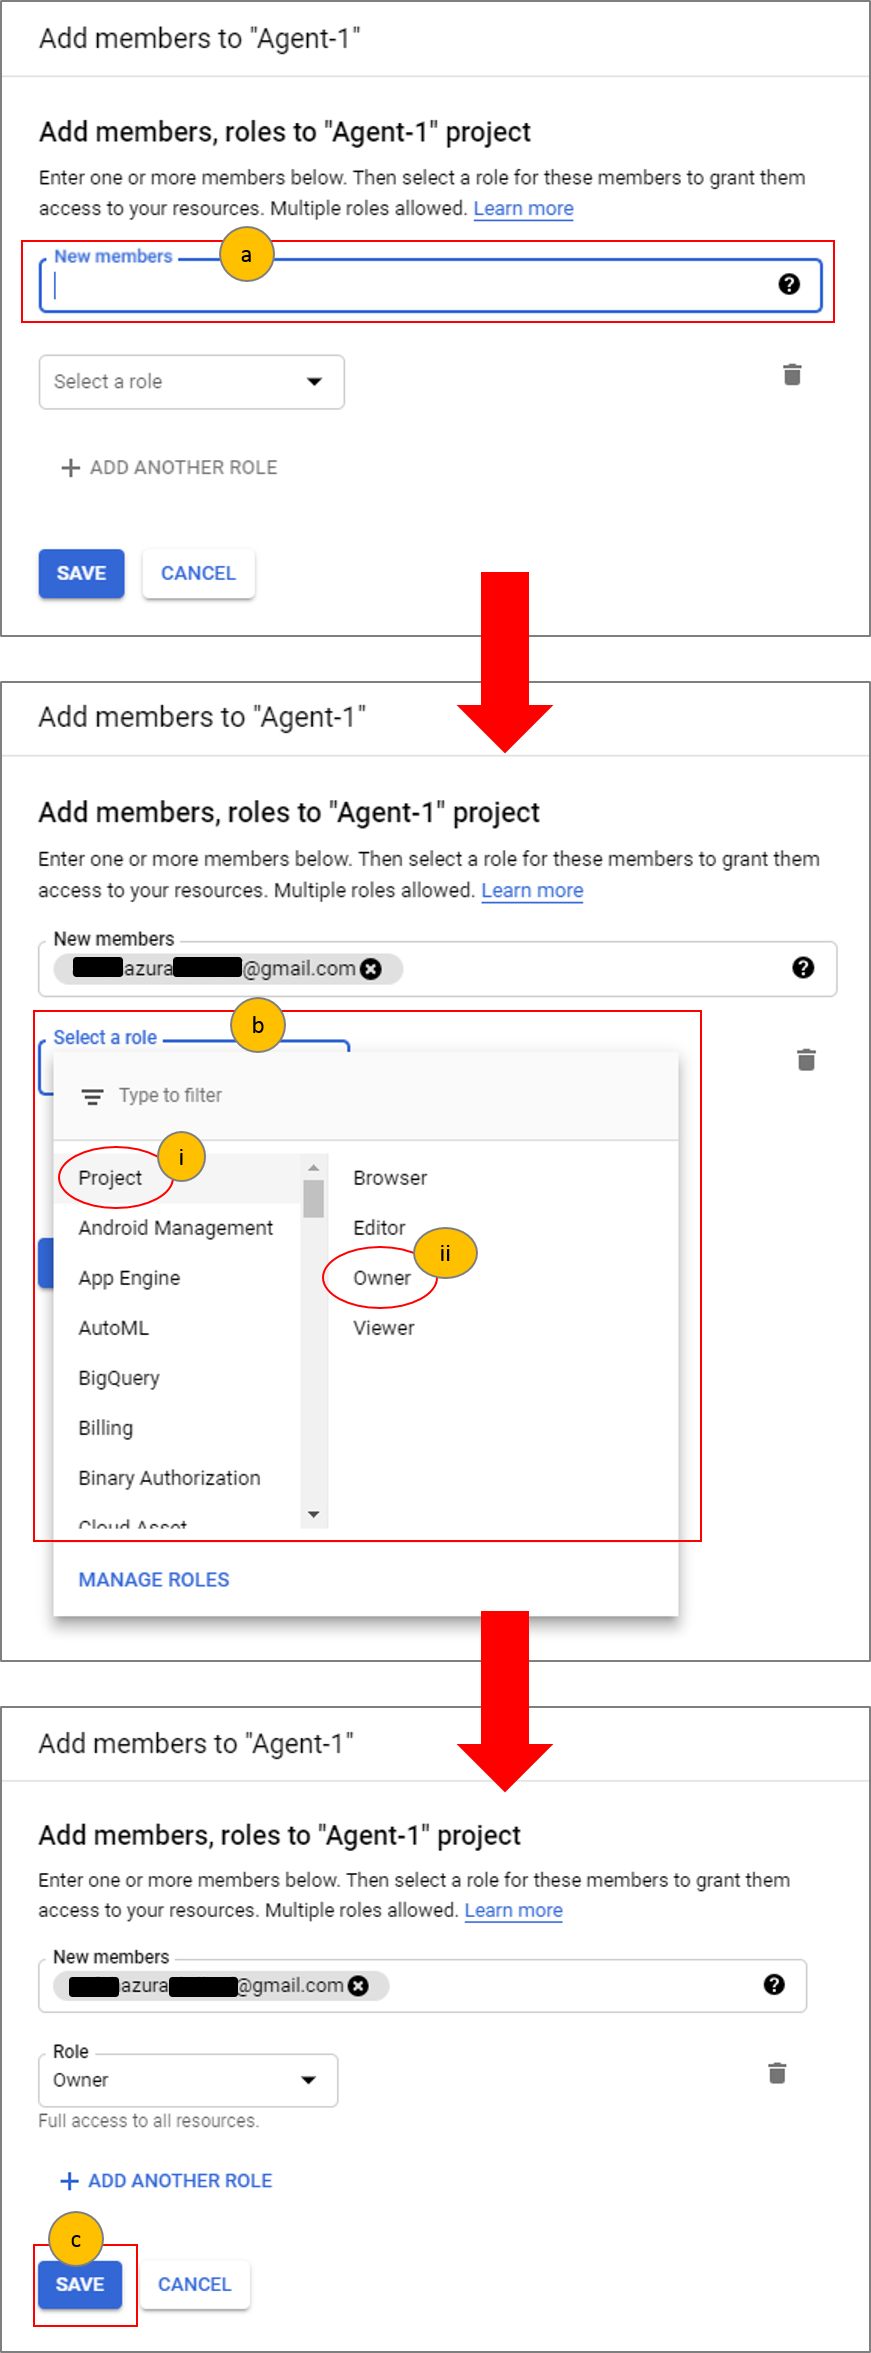 Add members to "Agent-1"
Add members, roles to "Agent-1" project
Enter one or more members below. Then select a role for these members to grant them
access to your resources. Multiple roles allowed. Learn more
New members
a
?
Select a role
+ ADD ANOTHER ROLE
SAVE CANCEL
Add members to "Agent-1"
Add members, roles to "Agent-1" project
Enter one or more members below. Then select a role for these members to grant them
access to your resources. Multiple roles allowed. Learn more
New members
azura @gmail.com ?
b
Select a role
Type to filter
i
Project Browser
Android Management Editor
ii
App Engine Owner
AutoML Viewer
BigQuery
Billing
Binary Authorization
Cloud Asset
MANAGE ROLES
Add members to "Agent-1"
Add members, roles to "Agent-1" project
Enter one or more members below. Then select a role for these members to grant them
access to your resources. Multiple roles allowed. Learn more
New members
azura @gmail.com ?
Role
Owner
Full access to all resources.
+ ADD ANOTHER ROLE
c
SAVE CANCEL